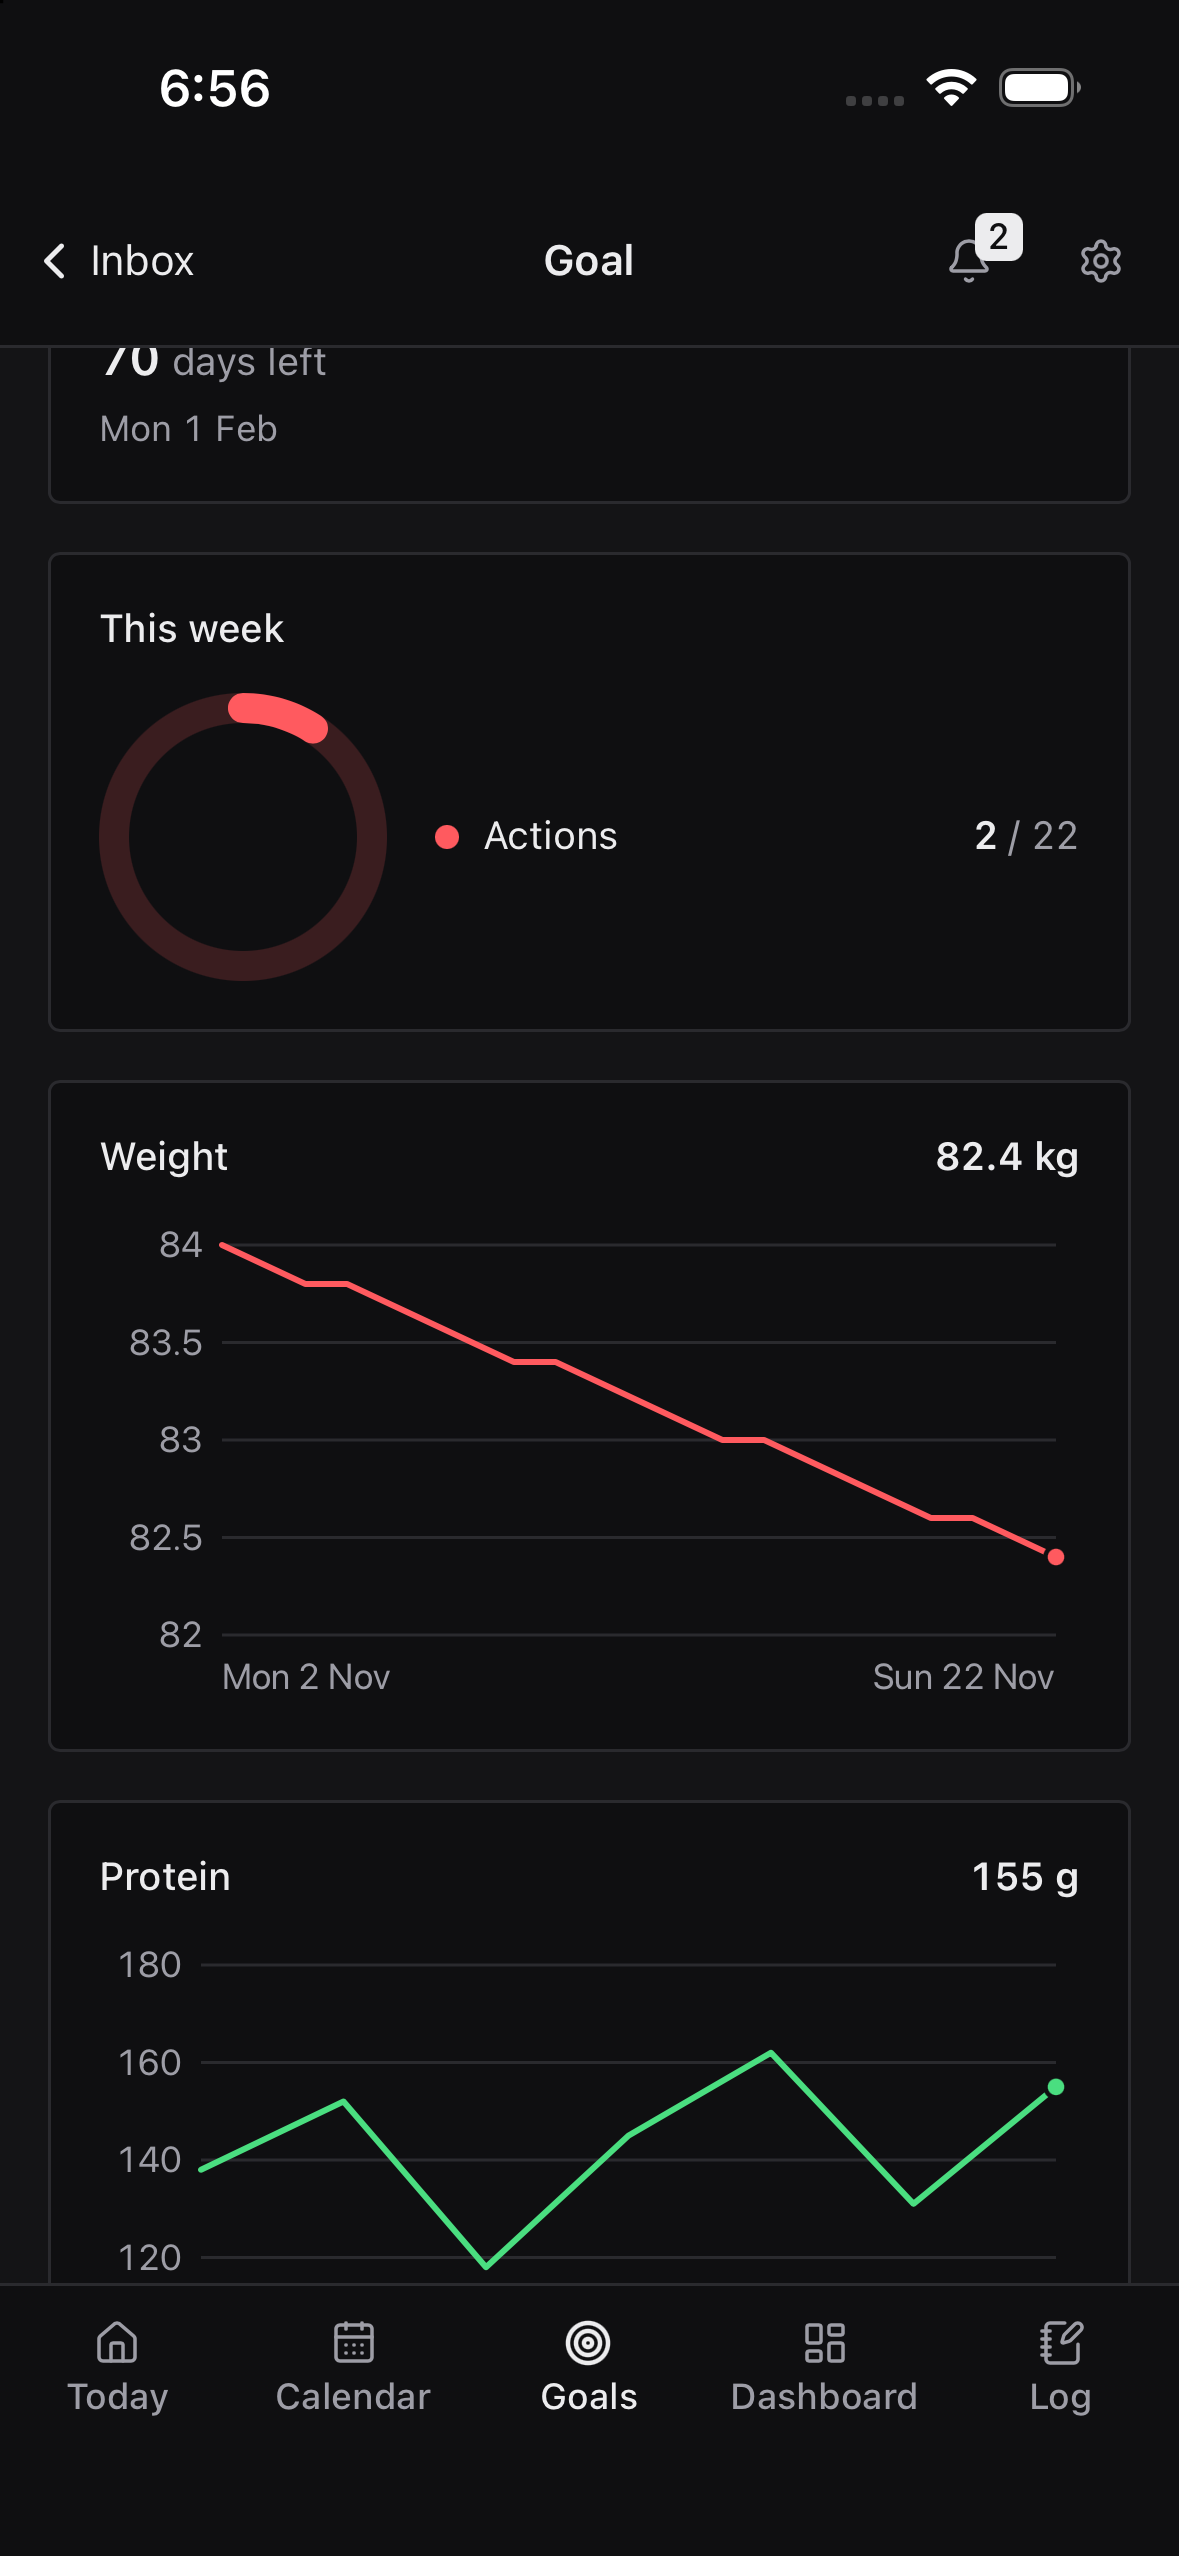 6:56
Inbox
Goal
2
70 days left
Mon 1 Feb
This week
Actions
2 / 22
Weight
82.4 kg
84
83.5
83
82.5
82
Mon 2 Nov
Sun 22 Nov
Protein
155 g
180
160
140
120
Today
Calendar
Goals
Dashboard
Log